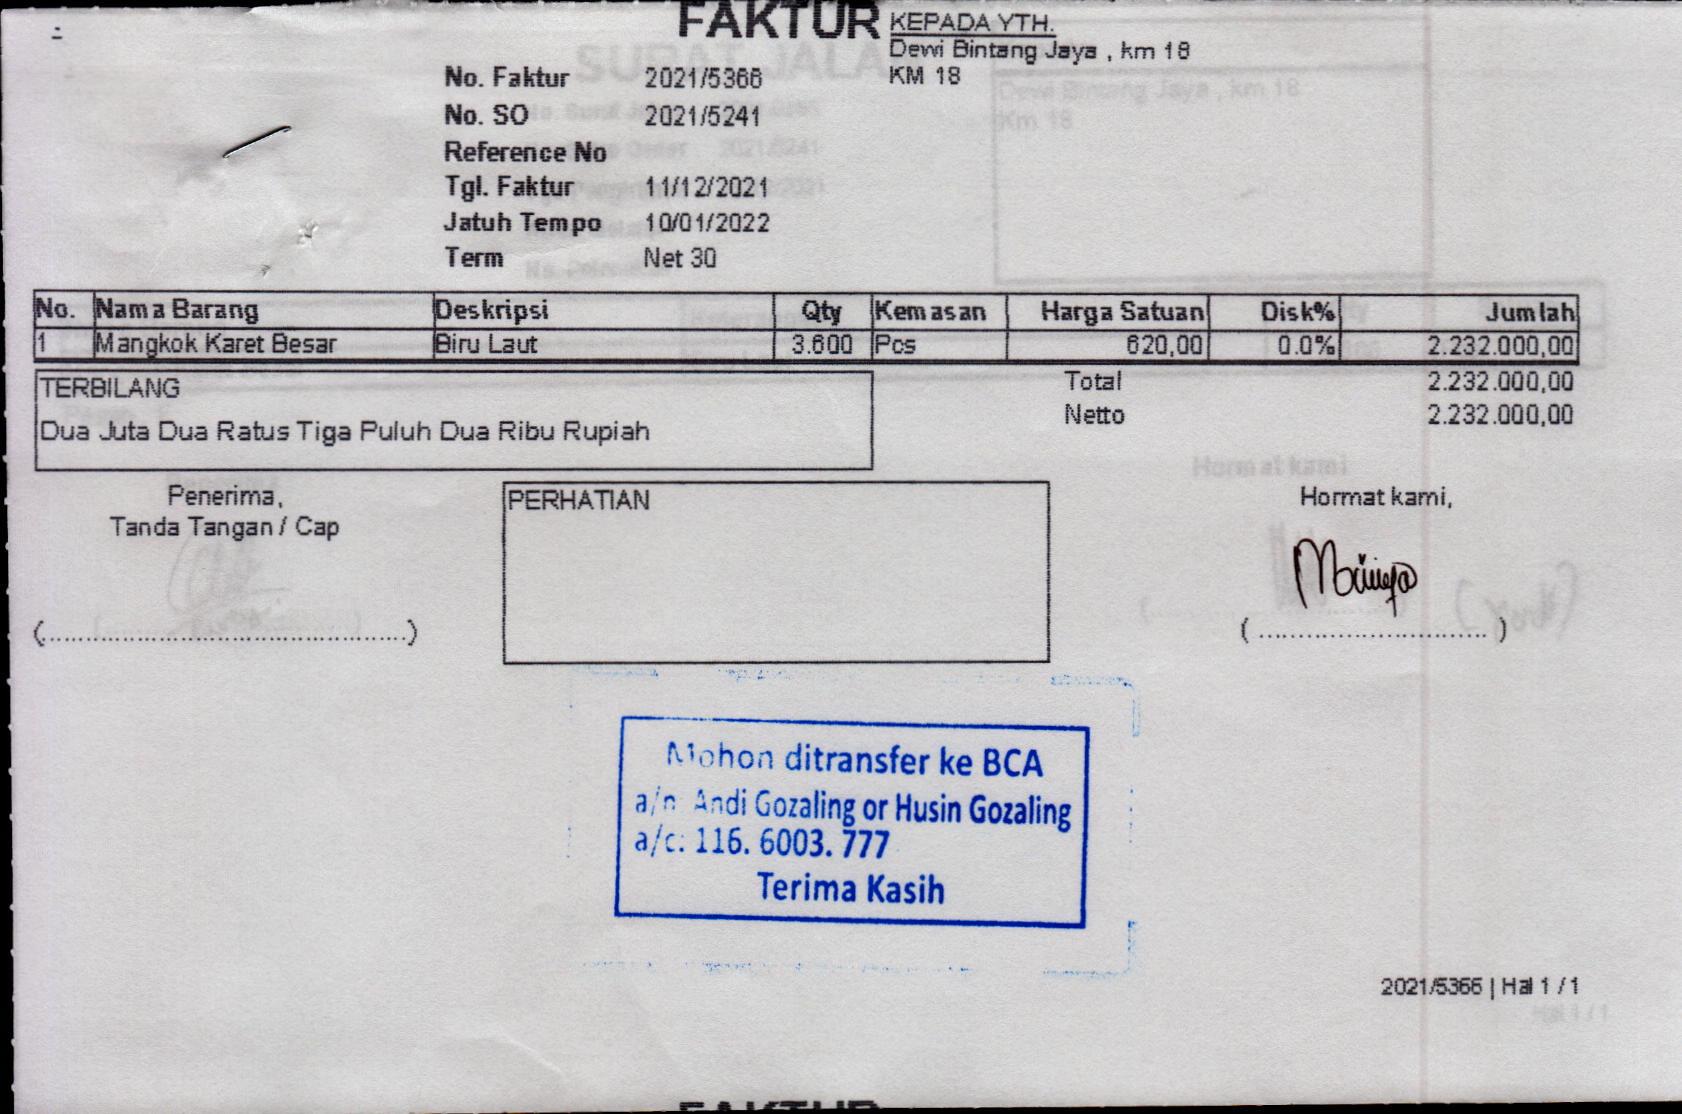 FAKTUR
KEPADA YTH.
Dewi Bintang Jaya , km 18
KM 18
No. Faktur 2021/5366
No. SO 2021/5241
Reference No
Tgl. Faktur 11/12/2021
Jatuh Tempo 10/01/2022
Term Net 30
No. Nama Barang Deskripsi Qty Kemasan Harga Satuan Disk% Jumlah
1 Mangkok Karet Besar Biru Laut 3.600 Pcs 620,00 0.0% 2.232.000,00
TERBILANG
Dua Juta Dua Ratus Tiga Puluh Dua Ribu Rupiah
Total 2.232.000,00
Netto 2.232.000,00
Penerima,
Tanda Tangan / Cap
(....................................................)
PERHATIAN
Hormat kami,
( ............................. )
Mohon ditransfer ke BCA
a/n Andi Gozaling or Husin Gozaling
a/c: 116. 6003. 777
Terima Kasih
2021/5366 | Hal 1 / 1